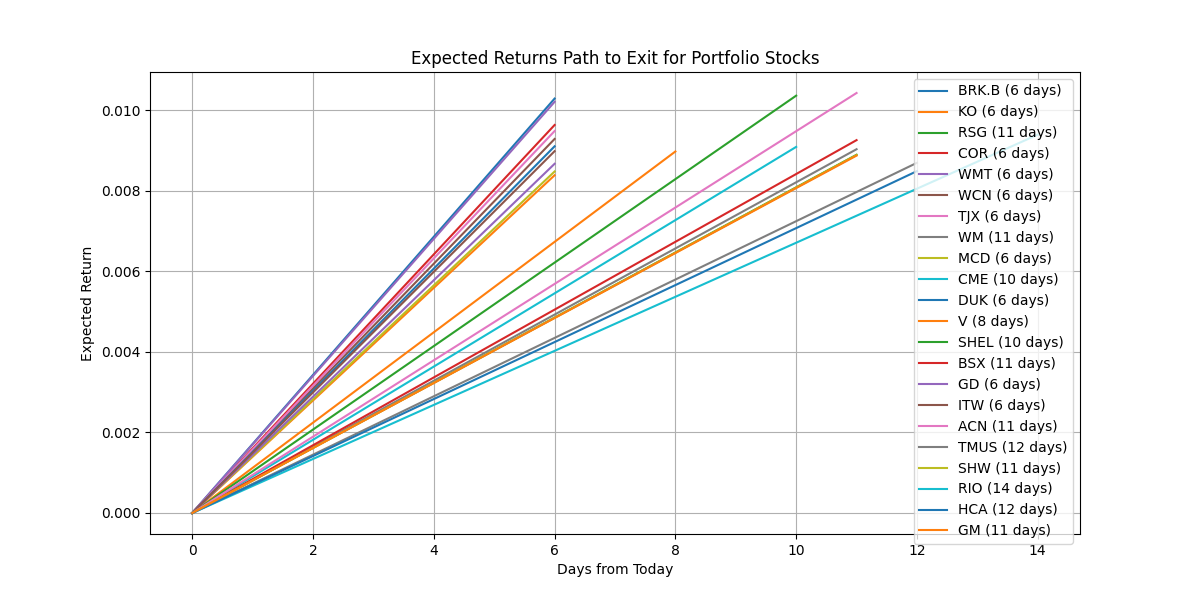 Expected Returns Path to Exit for Portfolio Stocks
Expected Return
0.010
0.008
0.006
0.004
0.002
0.000
0 2 4 6 8 10 12 14
Days from Today
BRK.B (6 days)
KO (6 days)
RSG (11 days)
COR (6 days)
WMT (6 days)
WCN (6 days)
TJX (6 days)
WM (11 days)
MCD (6 days)
CME (10 days)
DUK (6 days)
V (8 days)
SHEL (10 days)
BSX (11 days)
GD (6 days)
ITW (6 days)
ACN (11 days)
TMUS (12 days)
SHW (11 days)
RIO (14 days)
HCA (12 days)
GM (11 days)